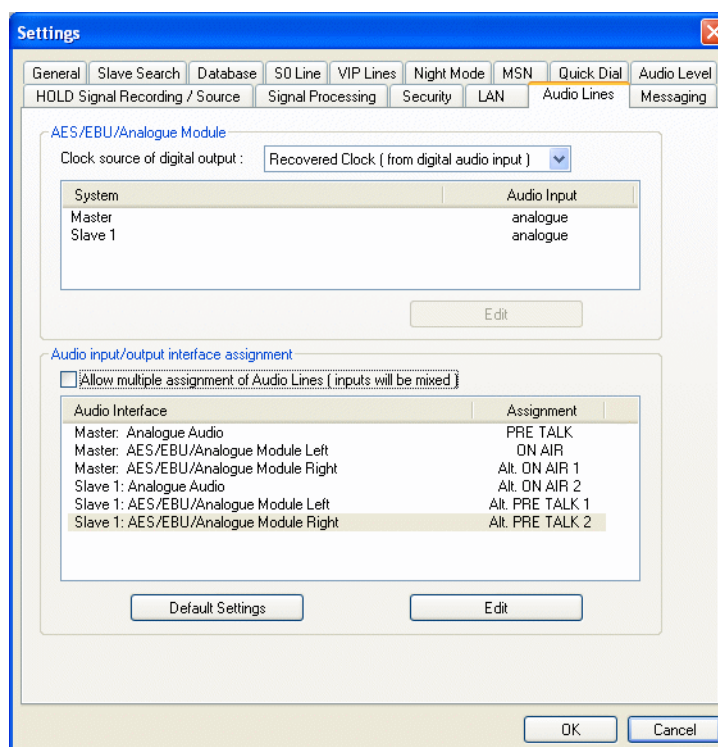 Settings
General Slave Search Database S0 Line VIP Lines Night Mode MSN Quick Dial Audio Level
HOLD Signal Recording / Source Signal Processing Security LAN Audio Lines Messaging
AES/EBU/Analogue Module
Clock source of digital output : Recovered Clock ( from digital audio input )
System Audio Input
Master analogue
Slave 1 analogue
Edit
Audio input/output interface assignment
Allow multiple assignment of Audio Lines ( inputs will be mixed )
Audio Interface Assignment
Master: Analogue Audio PRE TALK
Master: AES/EBU/Analogue Module Left ON AIR
Master: AES/EBU/Analogue Module Right Alt. ON AIR 1
Slave 1: Analogue Audio Alt. ON AIR 2
Slave 1: AES/EBU/Analogue Module Left Alt. PRE TALK 1
Slave 1: AES/EBU/Analogue Module Right Alt. PRE TALK 2
Default Settings Edit
OK Cancel